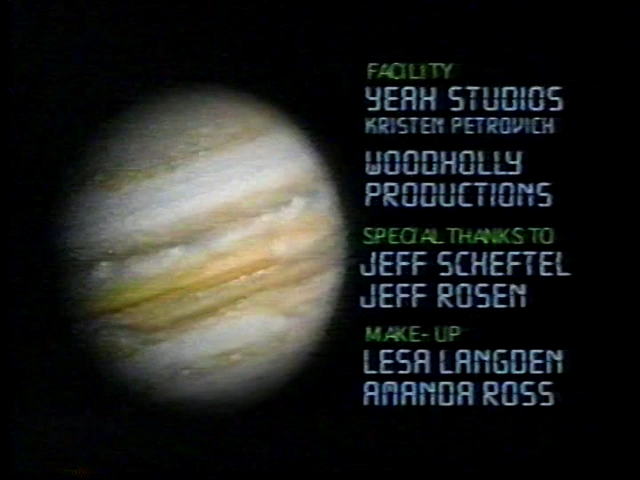 FACILITY
YEAH STUDIOS
KRISTEN PETROVICH
WOODHOLLY
PRODUCTIONS
SPECIAL THANKS TO
JEFF SCHEFTEL
JEFF ROSEN
MAKE-UP
LESA LANGDEN
AMANDA ROSS